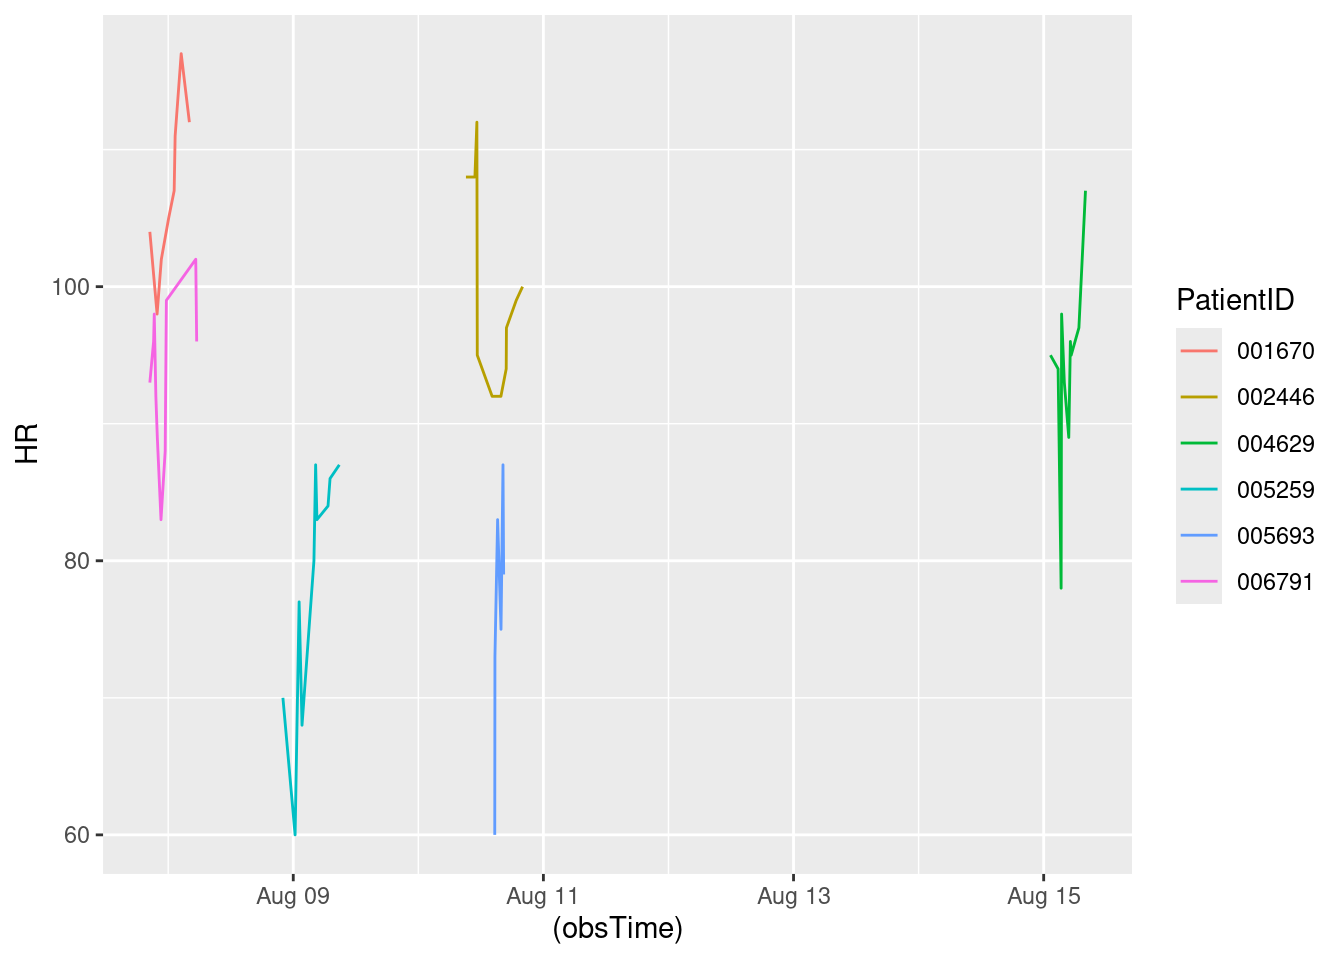 HR
100
80
60
Aug 09
Aug 11
Aug 13
Aug 15
(obsTime)
PatientID
001670
002446
004629
005259
005693
006791